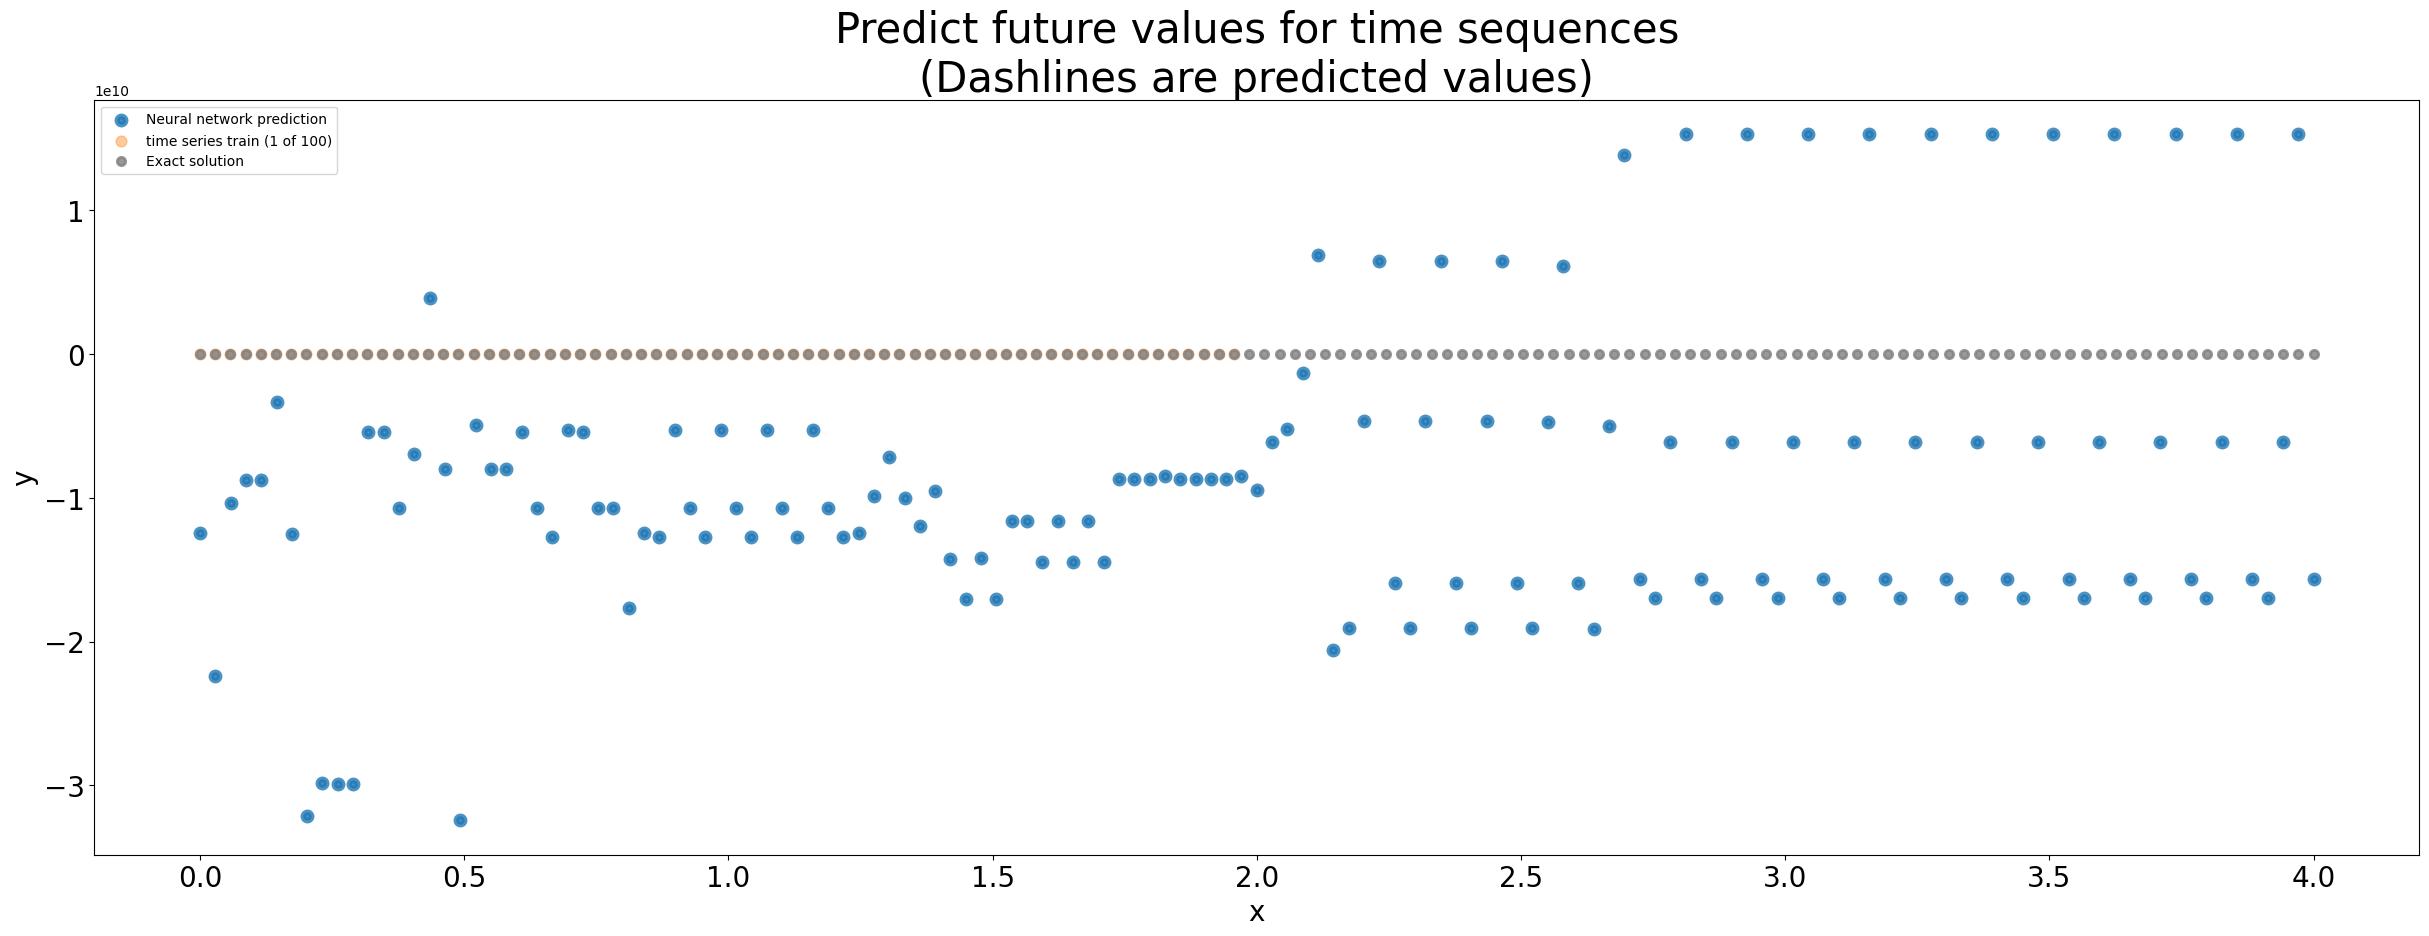 Predict future values for time sequences
(Dashlines are predicted values)
1e10
Neural network prediction
time series train (1 of 100)
Exact solution
1
0
−1
−2
−3
y
0.0 0.5 1.0 1.5 2.0 2.5 3.0 3.5 4.0
x